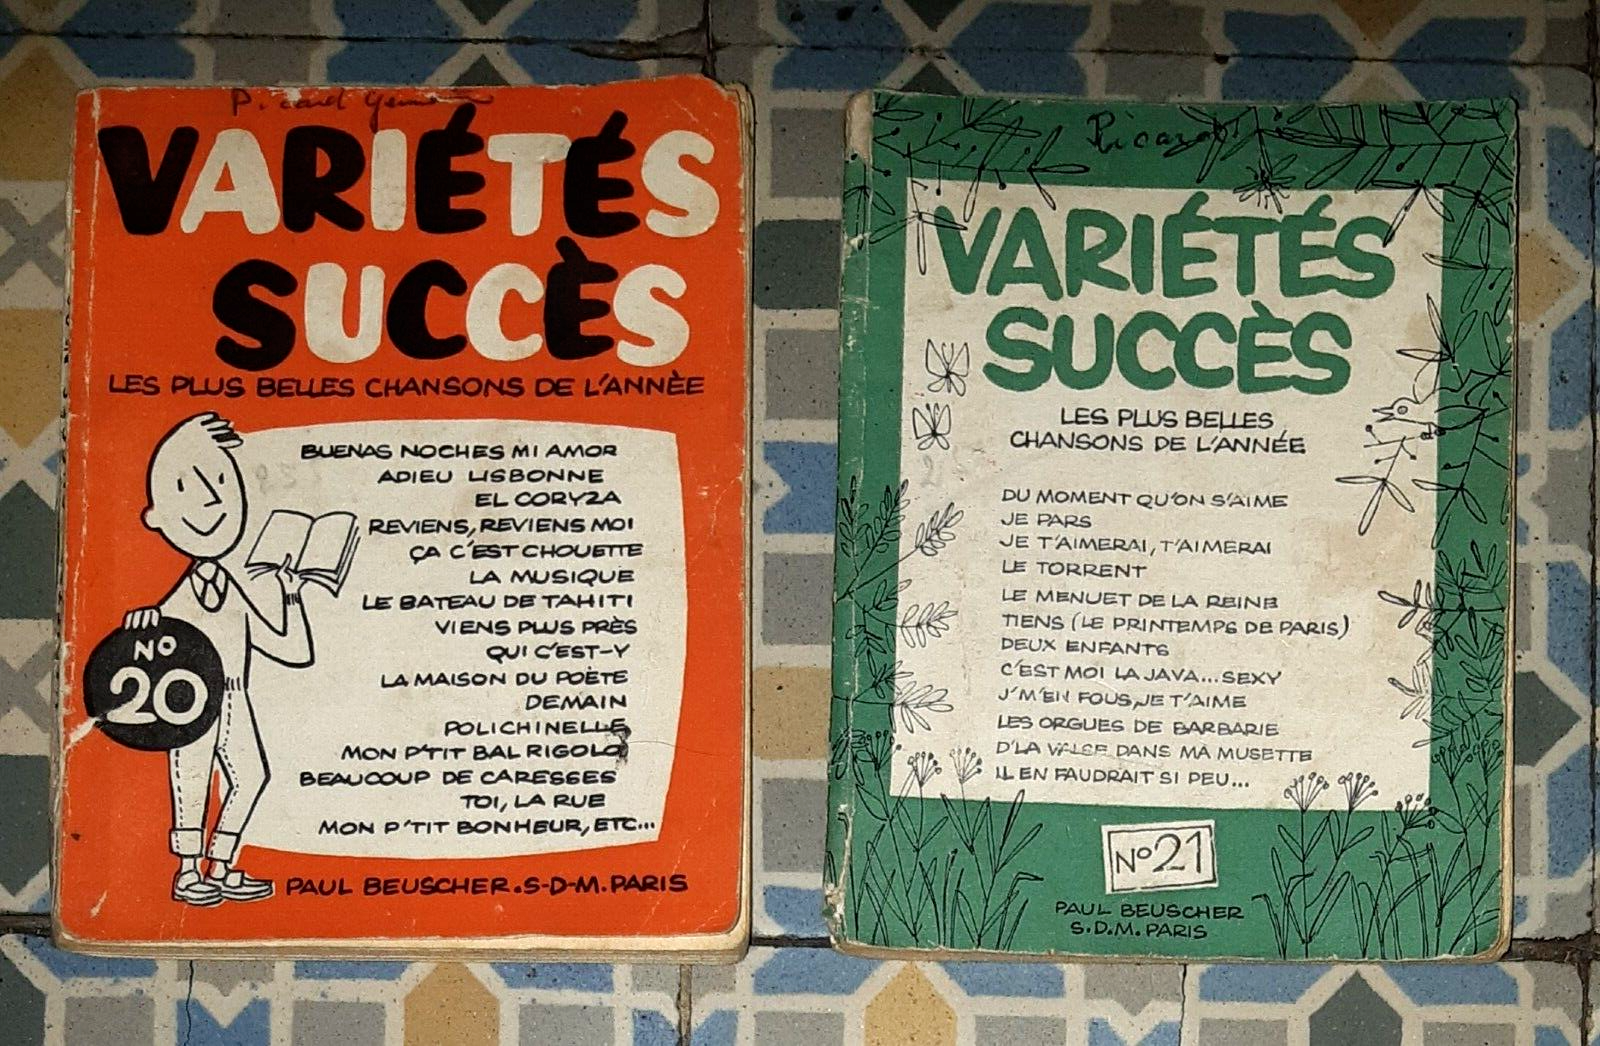 Picard
VARIÉTÉS
SUCCÈS
LES PLUS BELLES CHANSONS DE L'ANNÈE
BUENAS NOCHES MI AMOR
ADIEU LISBONNE
EL CORYZA
REVIENS, REVIENS MOI
ÇA C'EST CHOUETTE
LA MUSIQUE
LE BATEAU DE TAHITI
VIENS PLUS PRÈS
QUI C'EST-Y
LA MAISON DU POÈTE
DEMAIN
POLICHINELLE
MON P'TIT BAL RIGOLO
BEAUCOUP DE CARESSES
TOI, LA RUE
MON P'TIT BONHEUR, ETC...
NO
20
PAUL BEUSCHER.S-D-M. PARIS
Picard
VARIÉTÉS
SUCCÈS
LES PLUS BELLES
CHANSONS DE L'ANNÉE
DU MOMENT QU'ON S'AIME
JE PARS
JE T'AIMERAI, T'AIMERAI
LE TORRENT
LE MENUET DE LA REINE
TIENS (LE PRINTEMPS DE PARIS)
DEUX ENFANTS
C'EST MOI LA JAVA... SEXY
J'M'EN FOUS, JE T'AIME
LES ORGUES DE BARBARIE
D'LA VALSE DANS MA MUSETTE
IL EN FAUDRAIT SI PEU...
No 21
PAUL BEUSCHER
S.D.M. PARIS